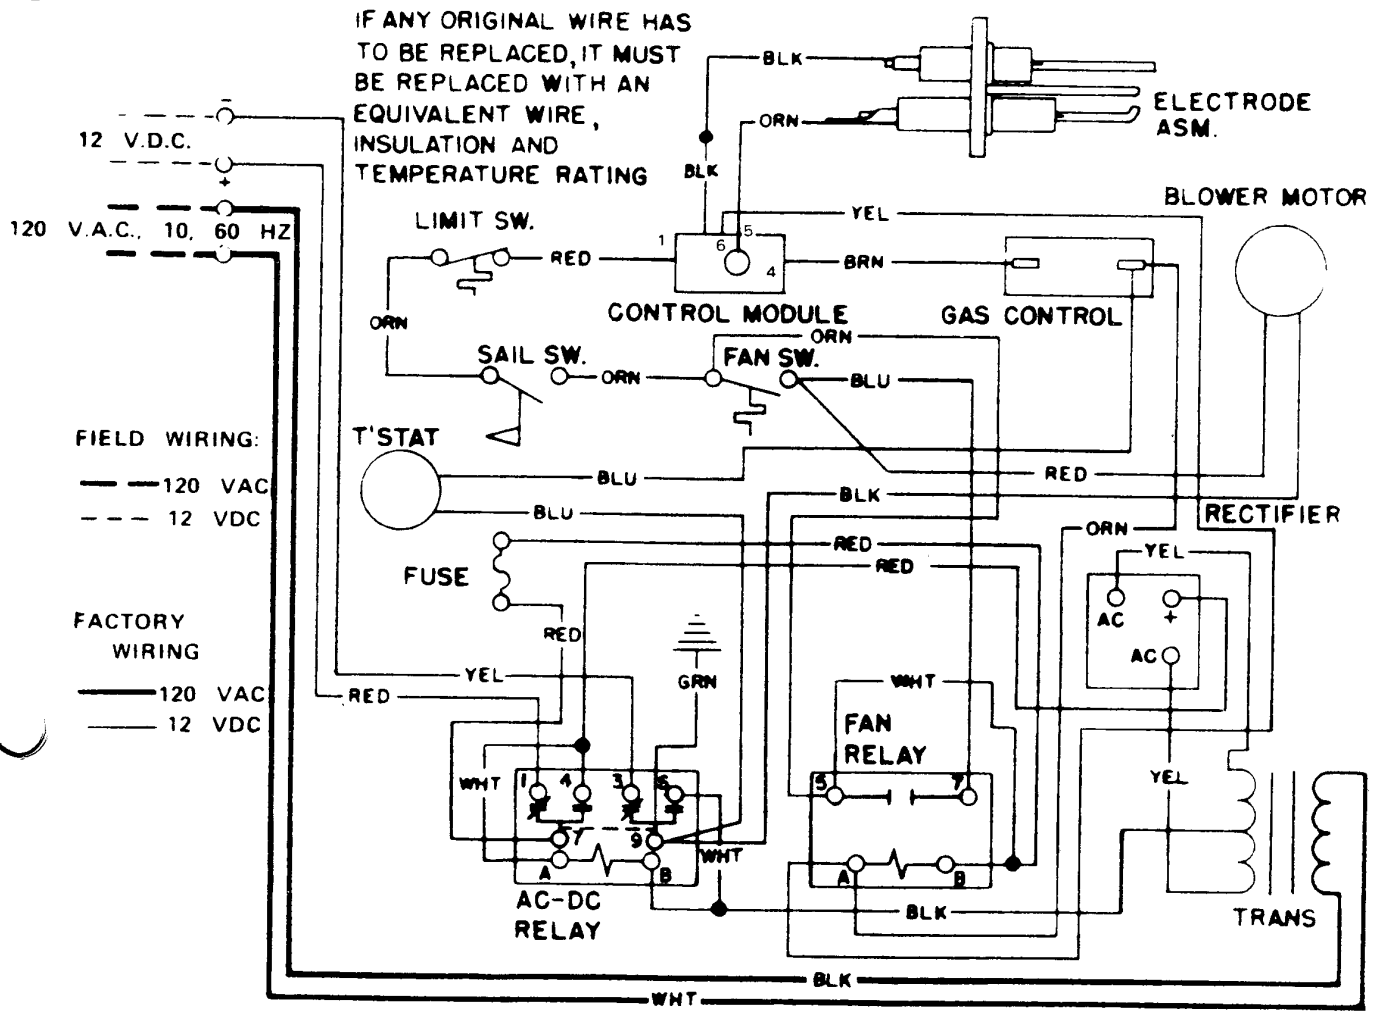 IF ANY ORIGINAL WIRE HAS
TO BE REPLACED, IT MUST
BE REPLACED WITH AN
EQUIVALENT WIRE,
INSULATION AND
TEMPERATURE RATING
BLK
ORN
ELECTRODE
ASM.
BLK
-
12 V.D.C.
+
120 V.A.C., 10, 60 HZ
LIMIT SW.
RED
1
6
5
4
YEL
BRN
BLOWER MOTOR
CONTROL MODULE
GAS CONTROL
ORN
ORN
SAIL SW.
ORN
FAN SW.
BLU
FIELD WIRING:
120 VAC
12 VDC
T'STAT
BLU
BLU
RED
BLK
RECTIFIER
ORN
YEL
RED
RED
FUSE
RED
AC
+
AC
FACTORY
WIRING
120 VAC
12 VDC
YEL
RED
GRN
WHT
FAN
RELAY
WHT
1
4
3
6
7
9
A
B
WHT
AC-DC
RELAY
5
7
A
B
YEL
BLK
TRANS
BLK
WHT